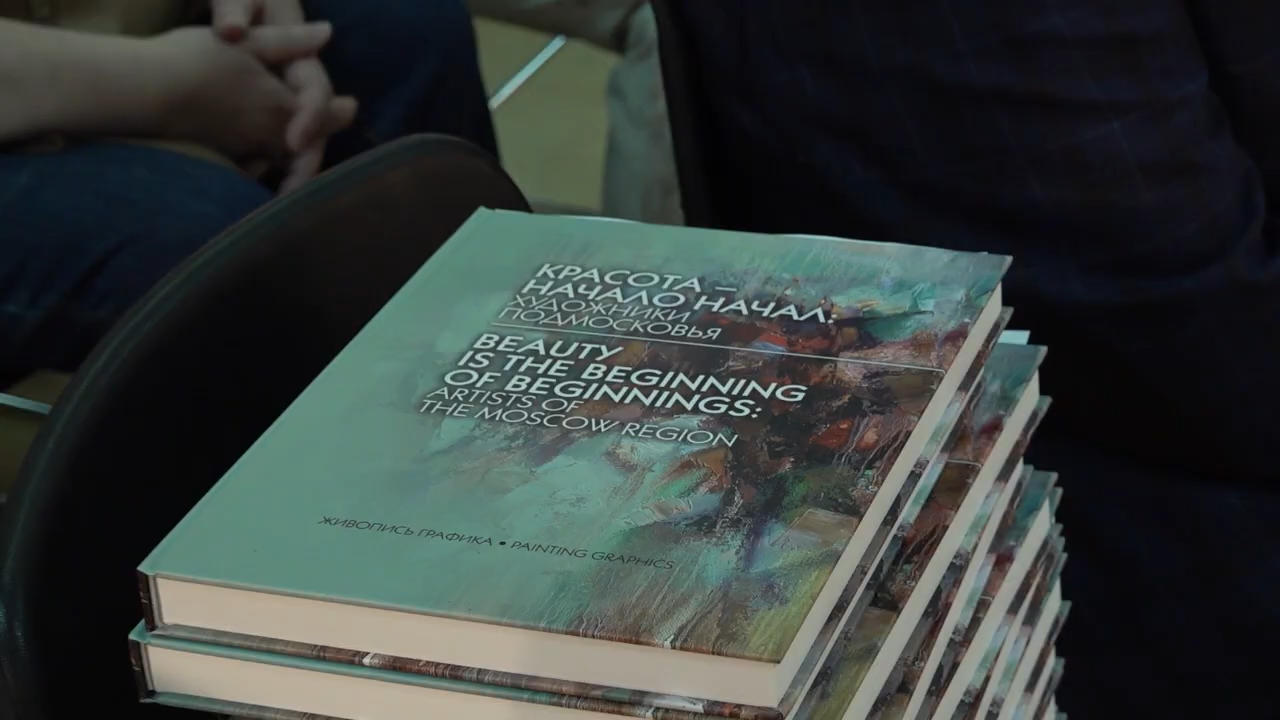 КРАСОТА –
НАЧАЛО НАЧАЛ:
ХУДОЖНИКИ
ПОДМОСКОВЬЯ
BEAUTY
IS THE BEGINNING
OF BEGINNINGS:
ARTISTS OF
THE MOSCOW REGION
ЖИВОПИСЬ ГРАФИКА • PAINTING GRAPHICS